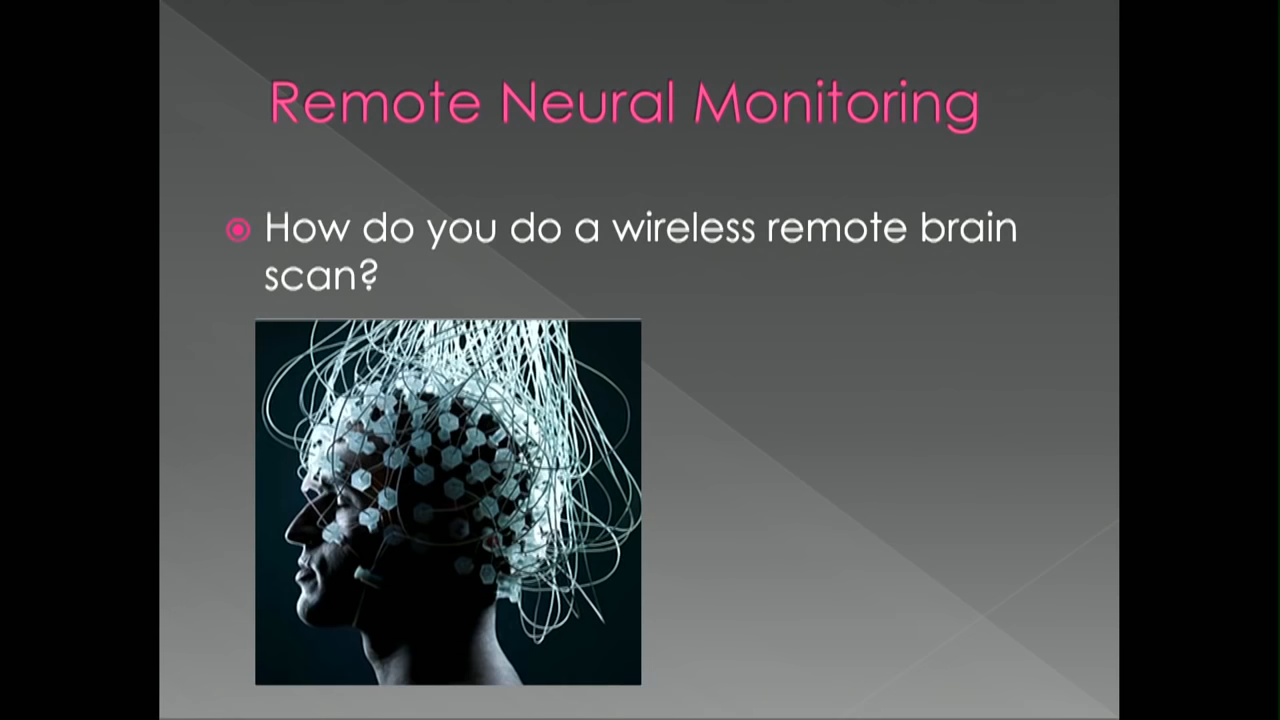 Remote Neural Monitoring
How do you do a wireless remote brain
scan?